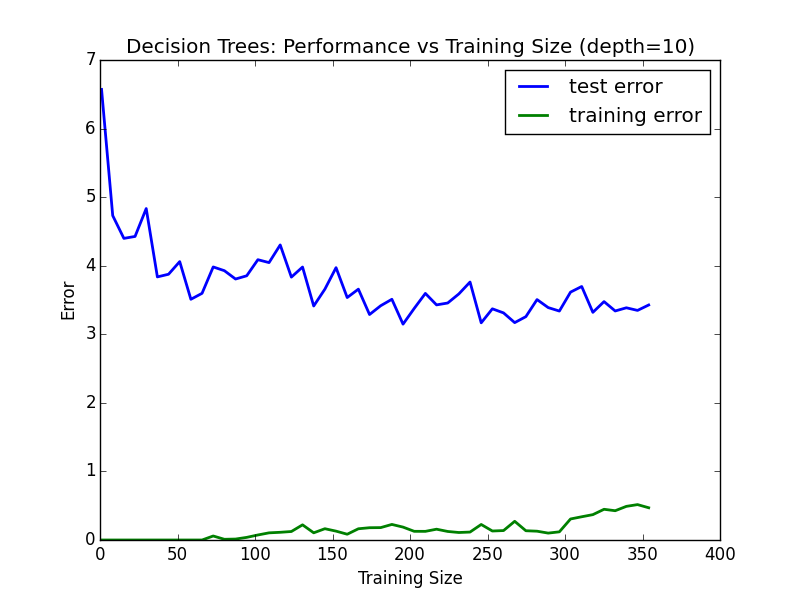 Decision Trees: Performance vs Training Size (depth=10)
test error
training error
7
6
5
4
3
2
1
0
Error
0 50 100 150 200 250 300 350 400
Training Size